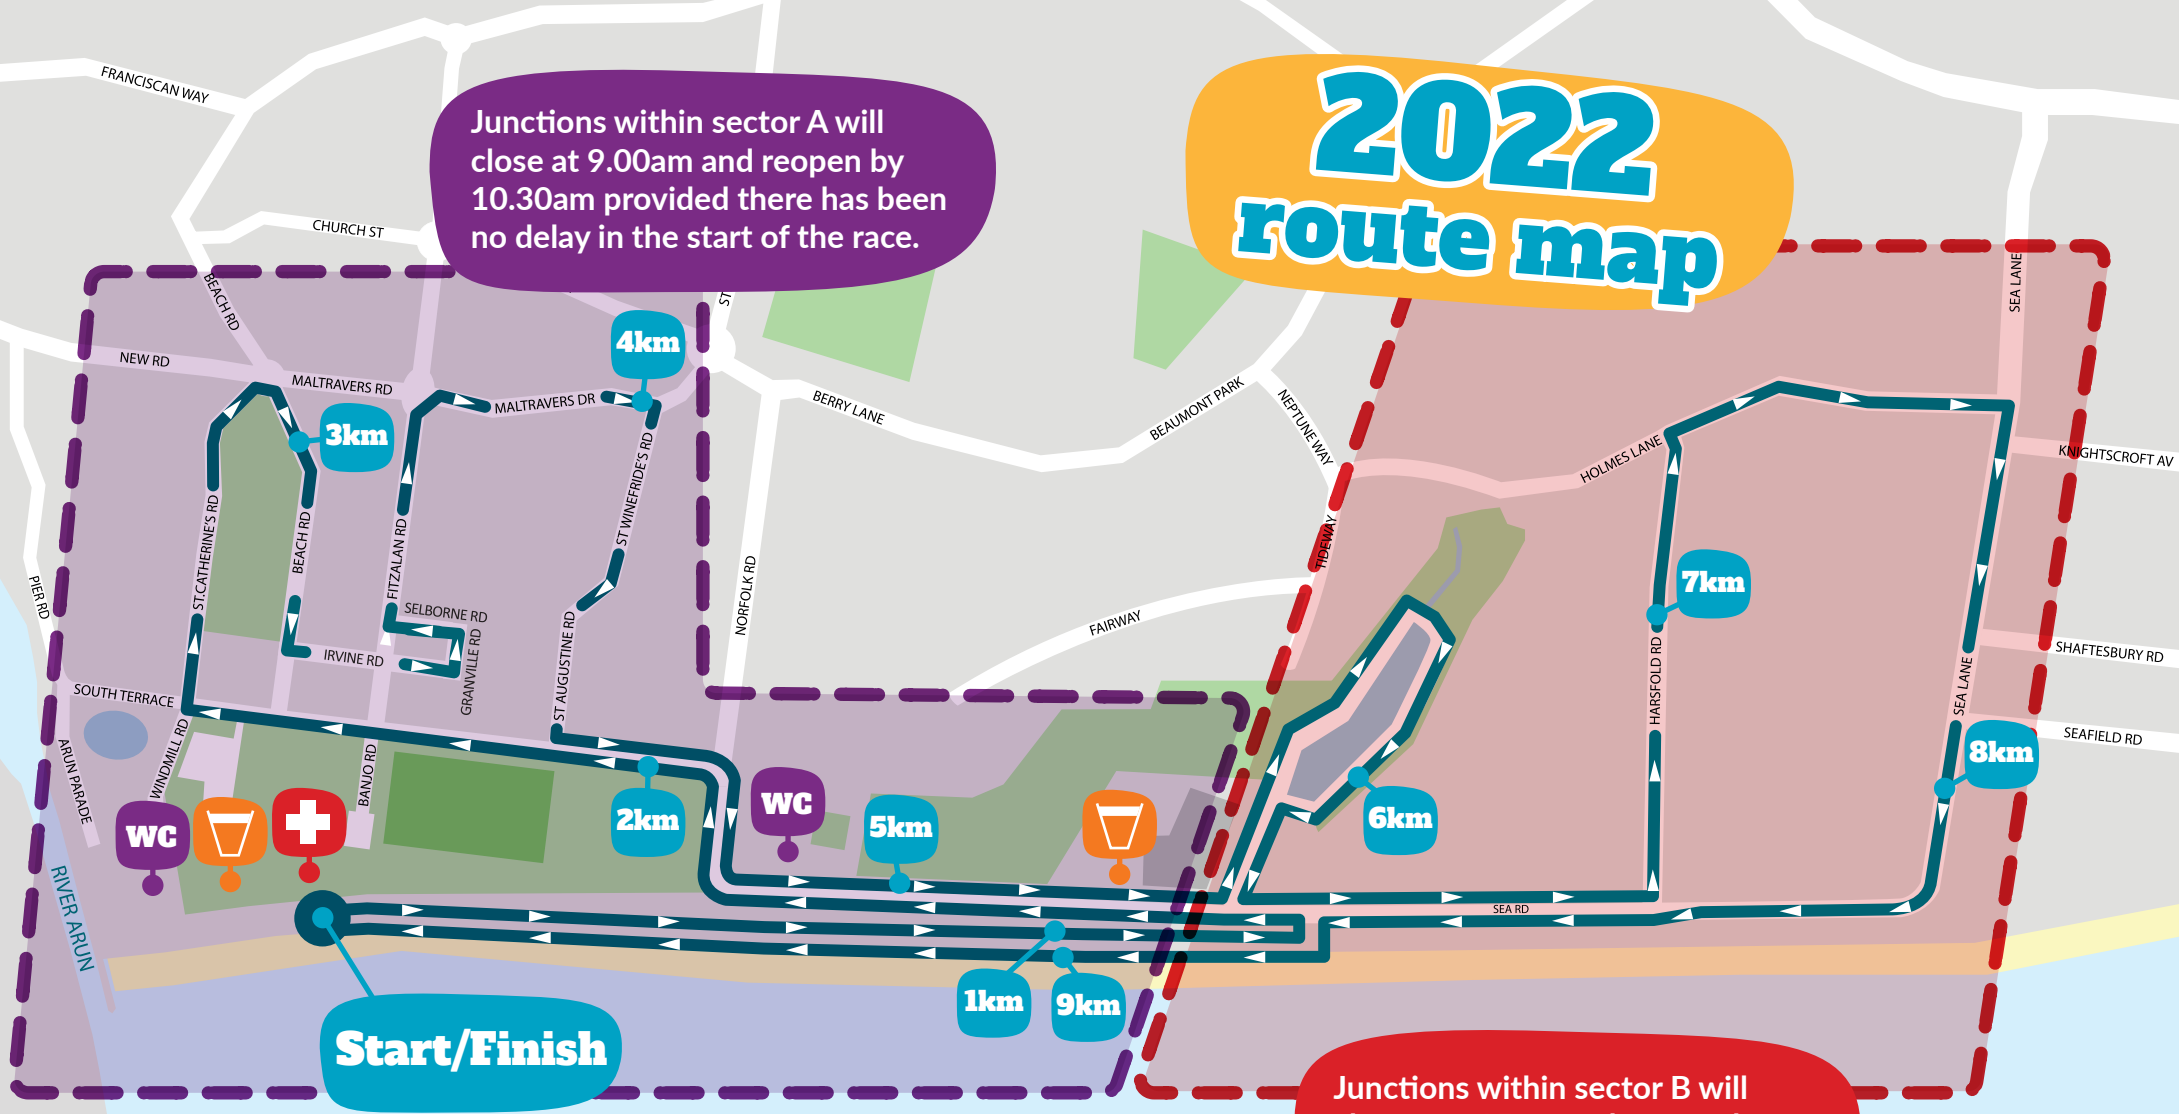 FRANCISCAN WAY
Junctions within sector A will
close at 9.00am and reopen by
10.30am provided there has been
no delay in the start of the race.
2022
route map
CHURCH ST
BEACH RD
ST
SEA LANE
NEW RD
MALTRAVERS RD
4km
MALTRAVERS DR
BERRY LANE
BEAUMONT PARK
NEPTUNE WAY
3km
HOLMES LANE
KNIGHTSCROFT AV
ST.CATHERINE'S RD
BEACH RD
FITZALAN RD
ST WINEFRIDE'S RD
TIDEWAY
PIER RD
SELBORNE RD
NORFOLK RD
FAIRWAY
7km
IRVINE RD
GRANVILLE RD
ST AUGUSTINE RD
HARSFOLD RD
SEA LANE
SHAFTESBURY RD
SOUTH TERRACE
SEAFIELD RD
ARUN PARADE
WINDMILL RD
BANJO RD
8km
WC
2km
WC
5km
6km
RIVER ARUN
SEA RD
1km
9km
Start/Finish
Junctions within sector B will